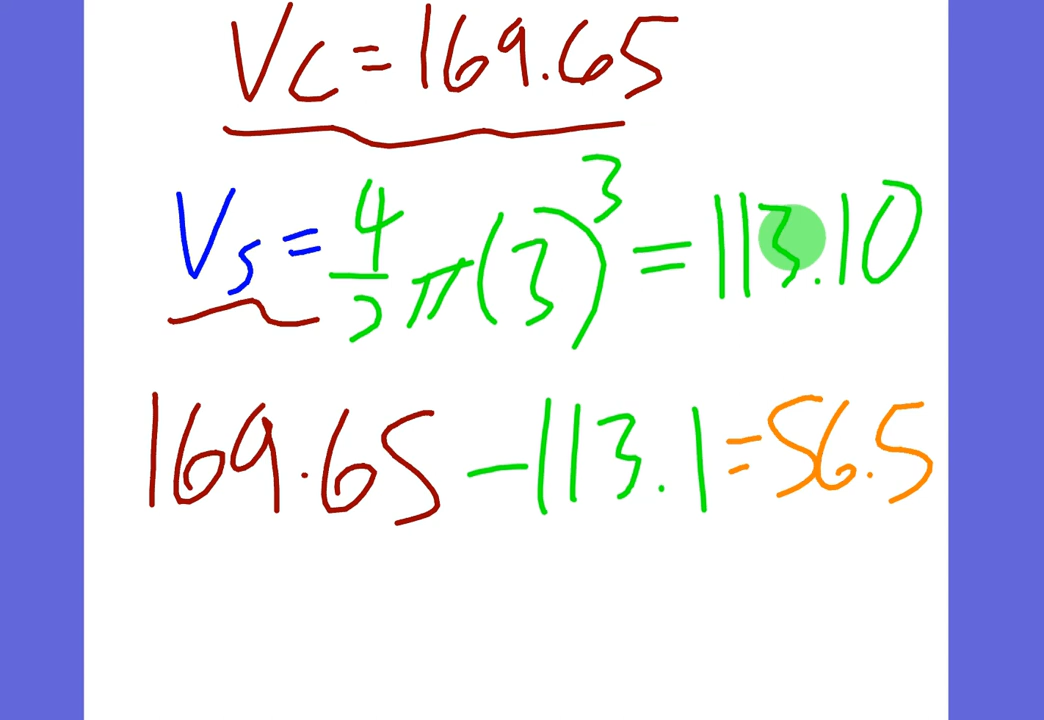 Vc = 169.65
Vs = 4/3 π(3)³ = 113.10
169.65 - 113.1 = 56.5